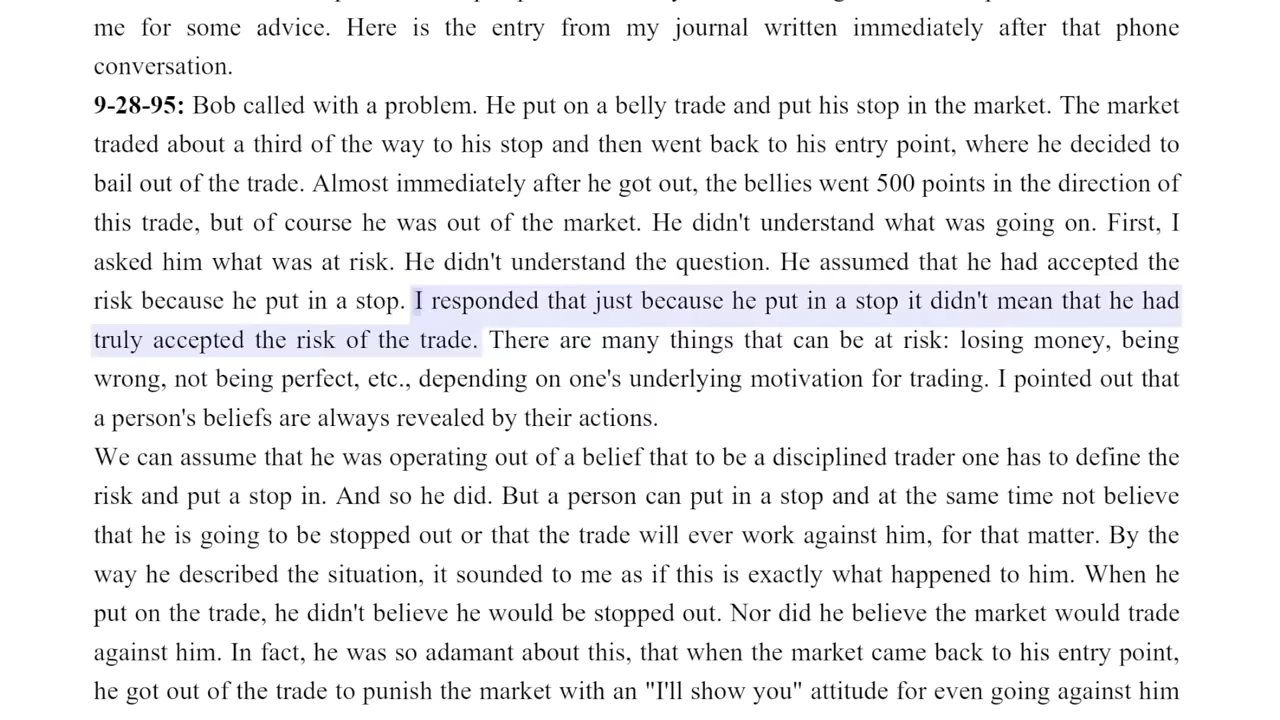 me for some advice. Here is the entry from my journal written immediately after that phone
conversation.
9-28-95: Bob called with a problem. He put on a belly trade and put his stop in the market. The market
traded about a third of the way to his stop and then went back to his entry point, where he decided to
bail out of the trade. Almost immediately after he got out, the bellies went 500 points in the direction of
this trade, but of course he was out of the market. He didn't understand what was going on. First, I
asked him what was at risk. He didn't understand the question. He assumed that he had accepted the
risk because he put in a stop. I responded that just because he put in a stop it didn't mean that he had
truly accepted the risk of the trade. There are many things that can be at risk: losing money, being
wrong, not being perfect, etc., depending on one's underlying motivation for trading. I pointed out that
a person's beliefs are always revealed by their actions.
We can assume that he was operating out of a belief that to be a disciplined trader one has to define the
risk and put a stop in. And so he did. But a person can put in a stop and at the same time not believe
that he is going to be stopped out or that the trade will ever work against him, for that matter. By the
way he described the situation, it sounded to me as if this is exactly what happened to him. When he
put on the trade, he didn't believe he would be stopped out. Nor did he believe the market would trade
against him. In fact, he was so adamant about this, that when the market came back to his entry point,
he got out of the trade to punish the market with an "I'll show you" attitude for even going against him